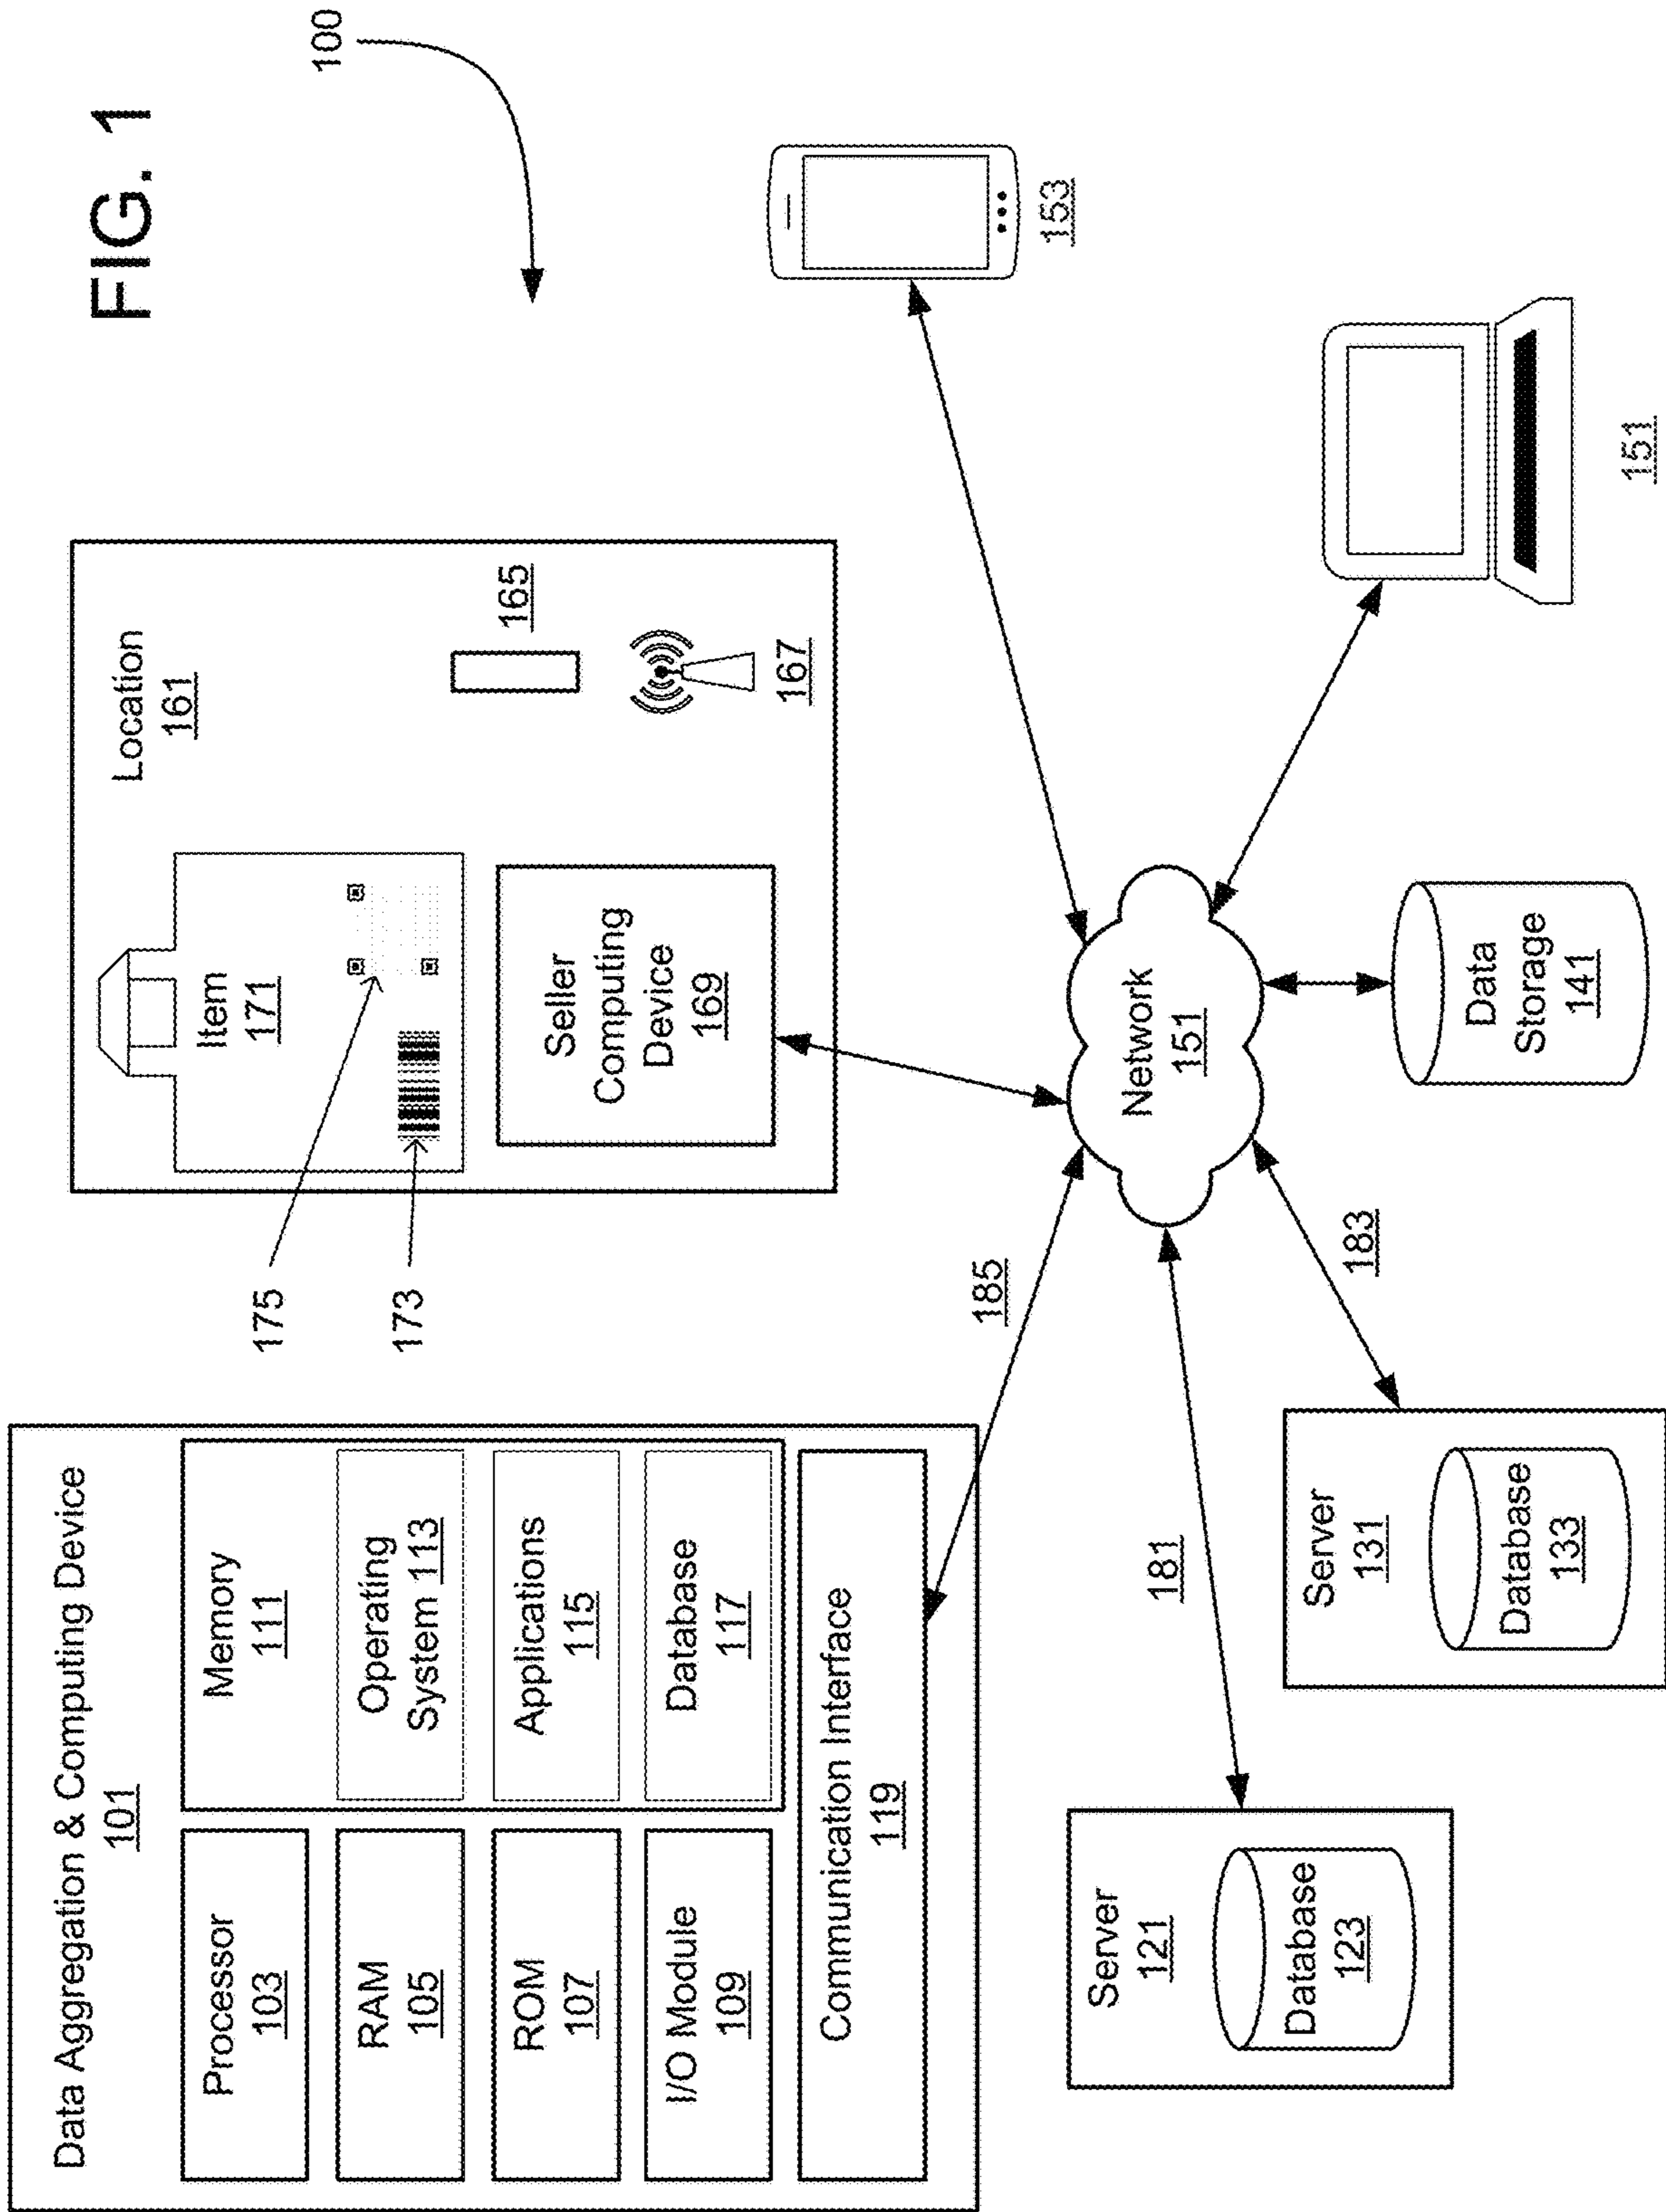 FIG. 1
100
Data Aggregation & Computing Device
101
Processor
103
RAM
105
ROM
107
I/O Module
109
Memory
111
Operating
System 113
Applications
115
Database
117
Communication Interface
119
175
173
Item
171
Location
161
165
167
Seller
Computing
Device
169
185
181
183
Network
151
Server
121
Database
123
Server
131
Database
133
Data
Storage
141
151
153